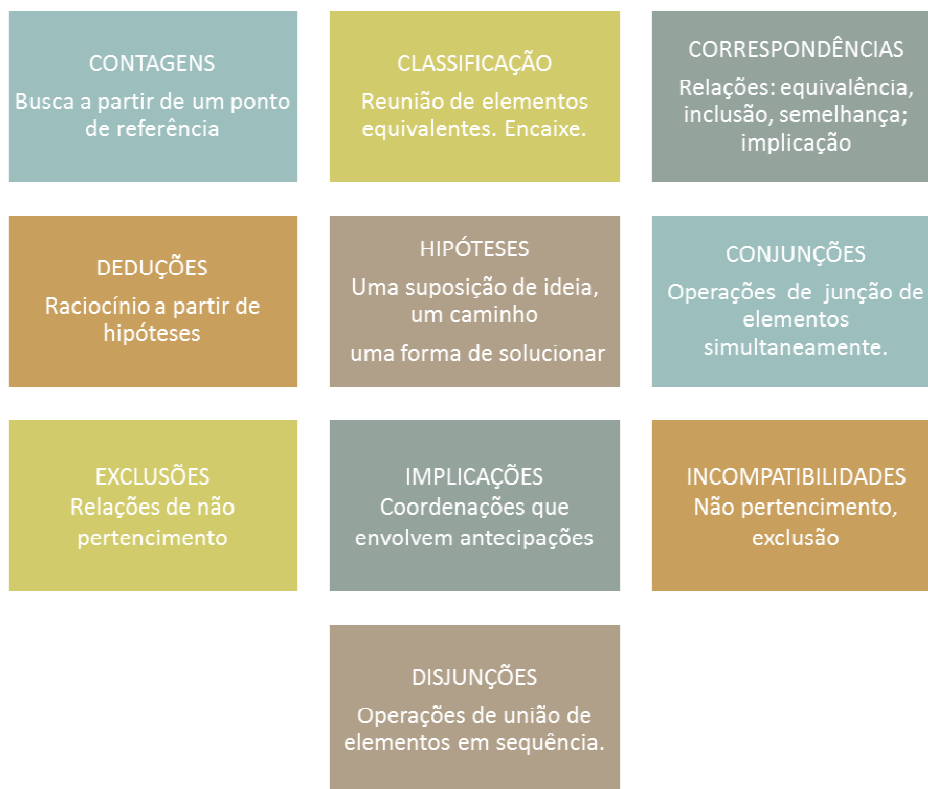 CONTAGENS
Busca a partir de um ponto
de referência
CLASSIFICAÇÃO
Reunião de elementos
equivalentes. Encaixe.
CORRESPONDÊNCIAS
Relações: equivalência,
inclusão, semelhança;
implicação
DEDUÇÕES
Raciocínio a partir de
hipóteses
HIPÓTESES
Uma suposição de ideia,
um caminho
uma forma de solucionar
CONJUNÇÕES
Operações de junção de
elementos
simultaneamente.
EXCLUSÕES
Relações de não
pertencimento
IMPLICAÇÕES
Coordenações que
envolvem antecipações
INCOMPATIBILIDADES
Não pertencimento,
exclusão
DISJUNÇÕES
Operações de união de
elementos em sequência.